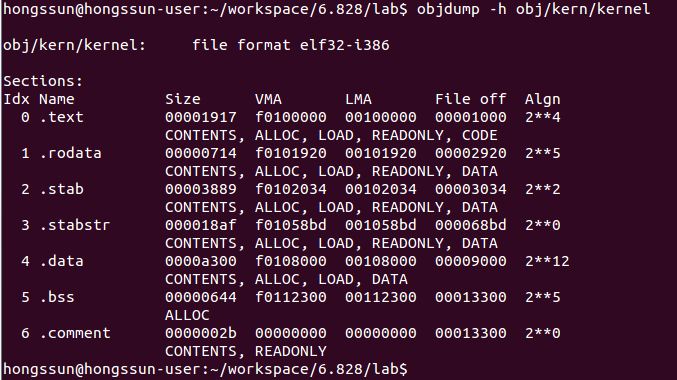 hongssun@hongssun-user:~/workspace/6.828/lab$ objdump -h obj/kern/kernel
obj/kern/kernel:     file format elf32-i386
Sections:
Idx Name          Size      VMA       LMA       File off  Algn
  0 .text         00001917  f0100000  00100000  00001000  2**4
                  CONTENTS, ALLOC, LOAD, READONLY, CODE
  1 .rodata       00000714  f0101920  00101920  00002920  2**5
                  CONTENTS, ALLOC, LOAD, READONLY, DATA
  2 .stab         00003889  f0102034  00102034  00003034  2**2
                  CONTENTS, ALLOC, LOAD, READONLY, DATA
  3 .stabstr      000018af  f01058bd  001058bd  000068bd  2**0
                  CONTENTS, ALLOC, LOAD, READONLY, DATA
  4 .data         0000a300  f0108000  00108000  00009000  2**12
                  CONTENTS, ALLOC, LOAD, DATA
  5 .bss          00000644  f0112300  00112300  00013300  2**5
                  ALLOC
  6 .comment      0000002b  00000000  00000000  00013300  2**0
                  CONTENTS, READONLY
hongssun@hongssun-user:~/workspace/6.828/lab$